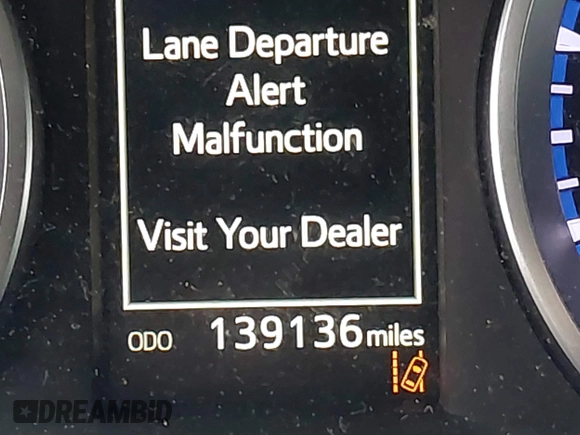 Lane Departure
Alert
Malfunction
Visit Your Dealer
ODO 139136 miles
DREAMBID